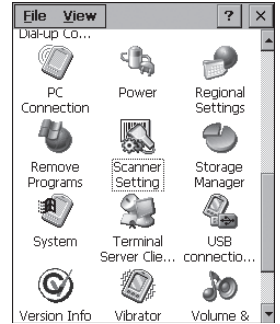 File View ? ×
Dial-up Co...
PC Power Regional
Connection Settings
Remove Scanner Storage
Programs Setting Manager
System Terminal USB
Server Clie... connectio...
Version Info Vibrator Volume &